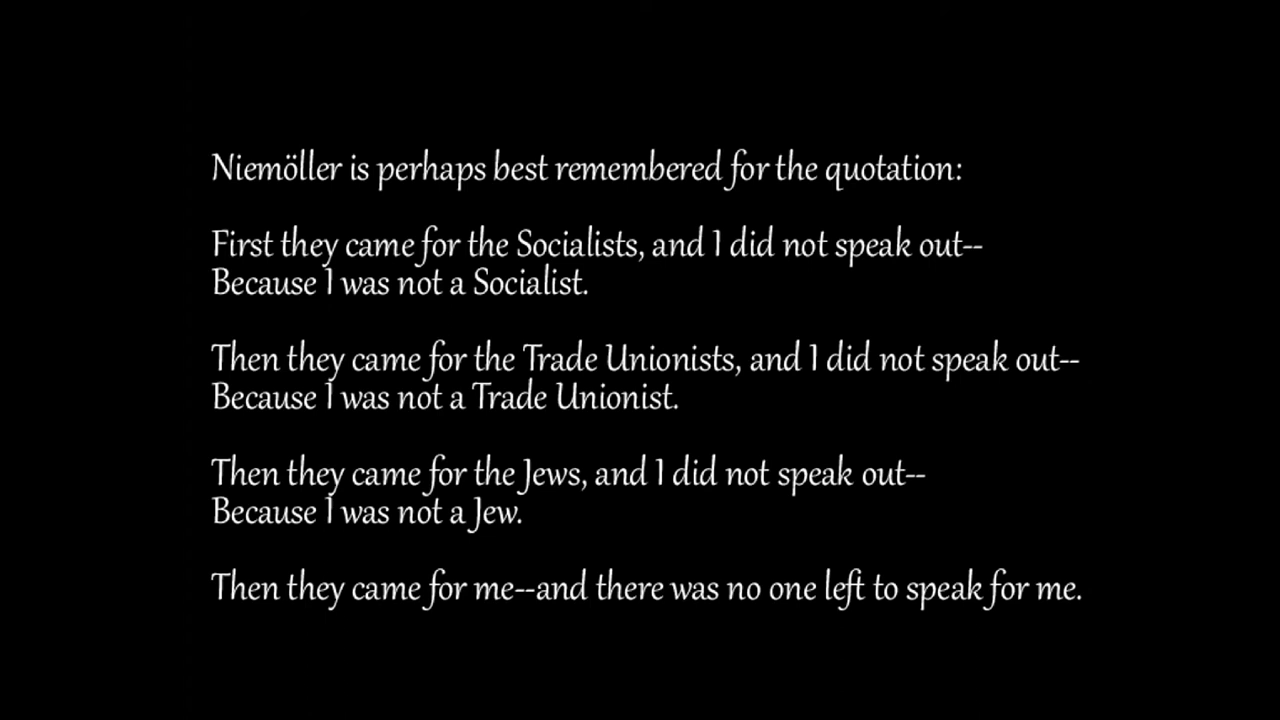 Niemöller is perhaps best remembered for the quotation:
First they came for the Socialists, and I did not speak out--
Because I was not a Socialist.
Then they came for the Trade Unionists, and I did not speak out--
Because I was not a Trade Unionist.
Then they came for the Jews, and I did not speak out--
Because I was not a Jew.
Then they came for me--and there was no one left to speak for me.